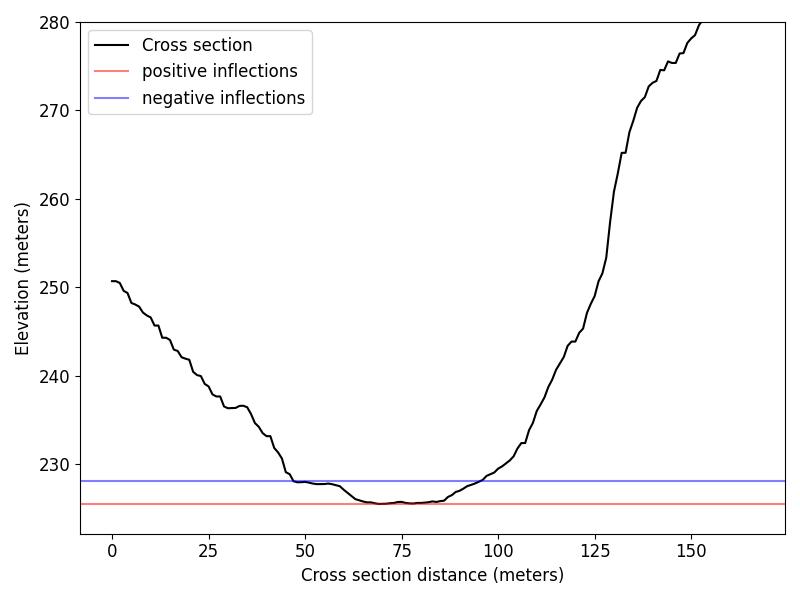 280
270
260
250
240
230
Elevation (meters)
Cross section
positive inflections
negative inflections
0 25 50 75 100 125 150
Cross section distance (meters)